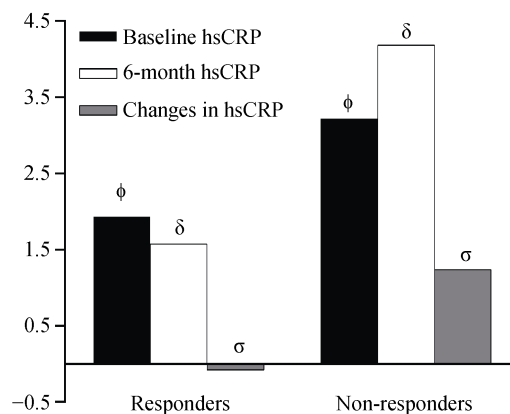 4.5
3.5
2.5
1.5
0.5
−0.5
Baseline hsCRP
6-month hsCRP
Changes in hsCRP
ϕ
δ
σ
ϕ
δ
σ
Responders
Non-responders